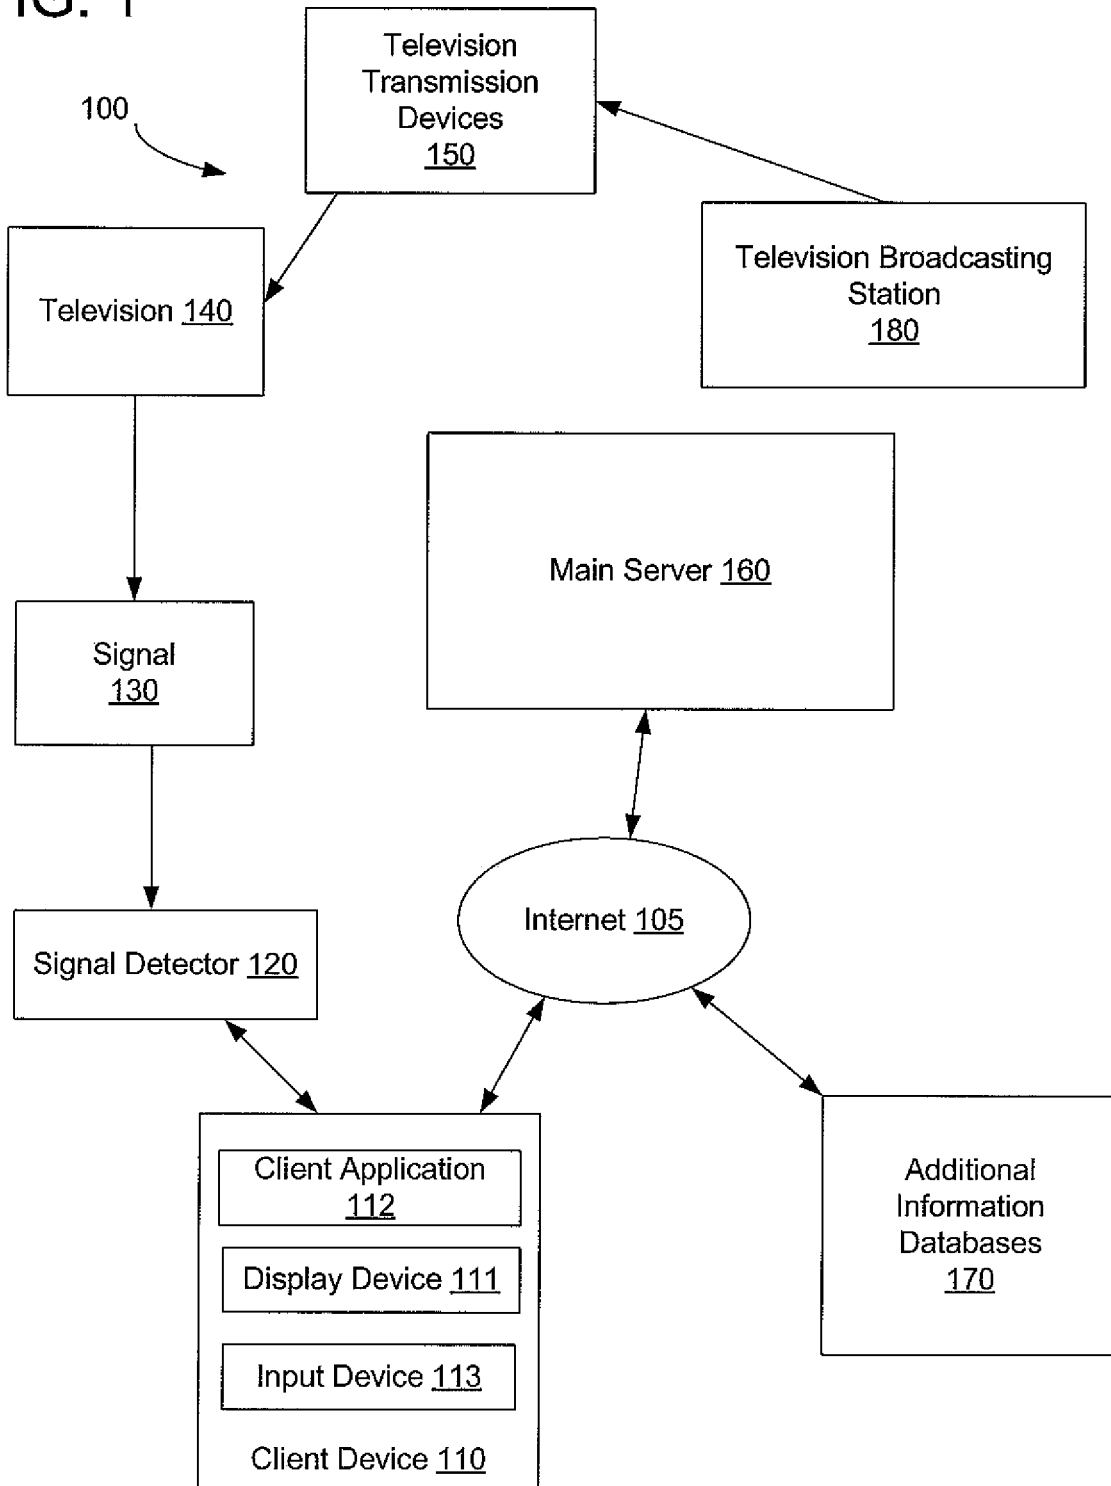 FIG. 1
Television
Transmission
Devices
150
100
Television Broadcasting
Station
180
Television 140
Main Server 160
Signal
130
Internet 105
Signal Detector 120
Client Application
112
Display Device 111
Input Device 113
Client Device 110
Additional
Information
Databases
170